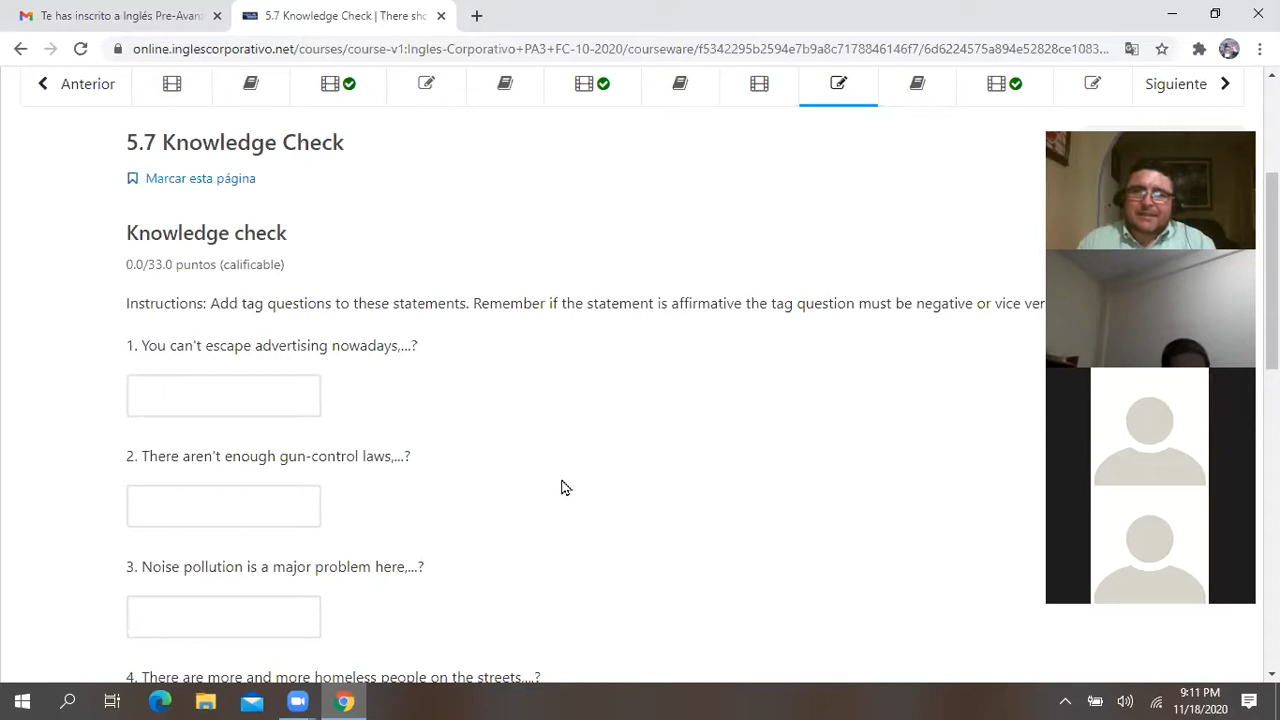 Te has inscrito a Inglés Pre-Avan
5.7 Knowledge Check | There sho
online.inglescorporativo.net/courses/course-v1:Ingles-Corporativo+PA3+FC-10-2020/courseware/f5342295b2594e7b9a8c7178846146f7/6d6224575a894e52828ce1083...
Anterior
Siguiente
5.7 Knowledge Check
Marcar esta página
Knowledge check
0.0/33.0 puntos (calificable)
Instructions: Add tag questions to these statements. Remember if the statement is affirmative the tag question must be negative or vice ver
1. You can't escape advertising nowadays,...?
2. There aren't enough gun-control laws,...?
3. Noise pollution is a major problem here,...?
4. There are more and more homeless people on the streets,...?
9:11 PM
11/18/2020